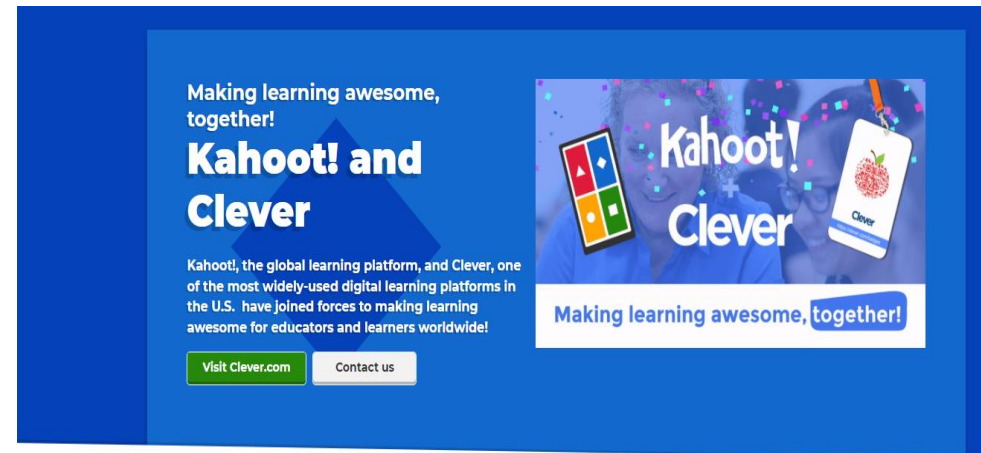 Making learning awesome,
together!
Kahoot! and
Clever
Kahoot!, the global learning platform, and Clever, one
of the most widely-used digital learning platforms in
the U.S. have joined forces to making learning
awesome for educators and learners worldwide!
Visit Clever.com
Contact us
Kahoot!
+
Clever
Clever
Making learning awesome, together!